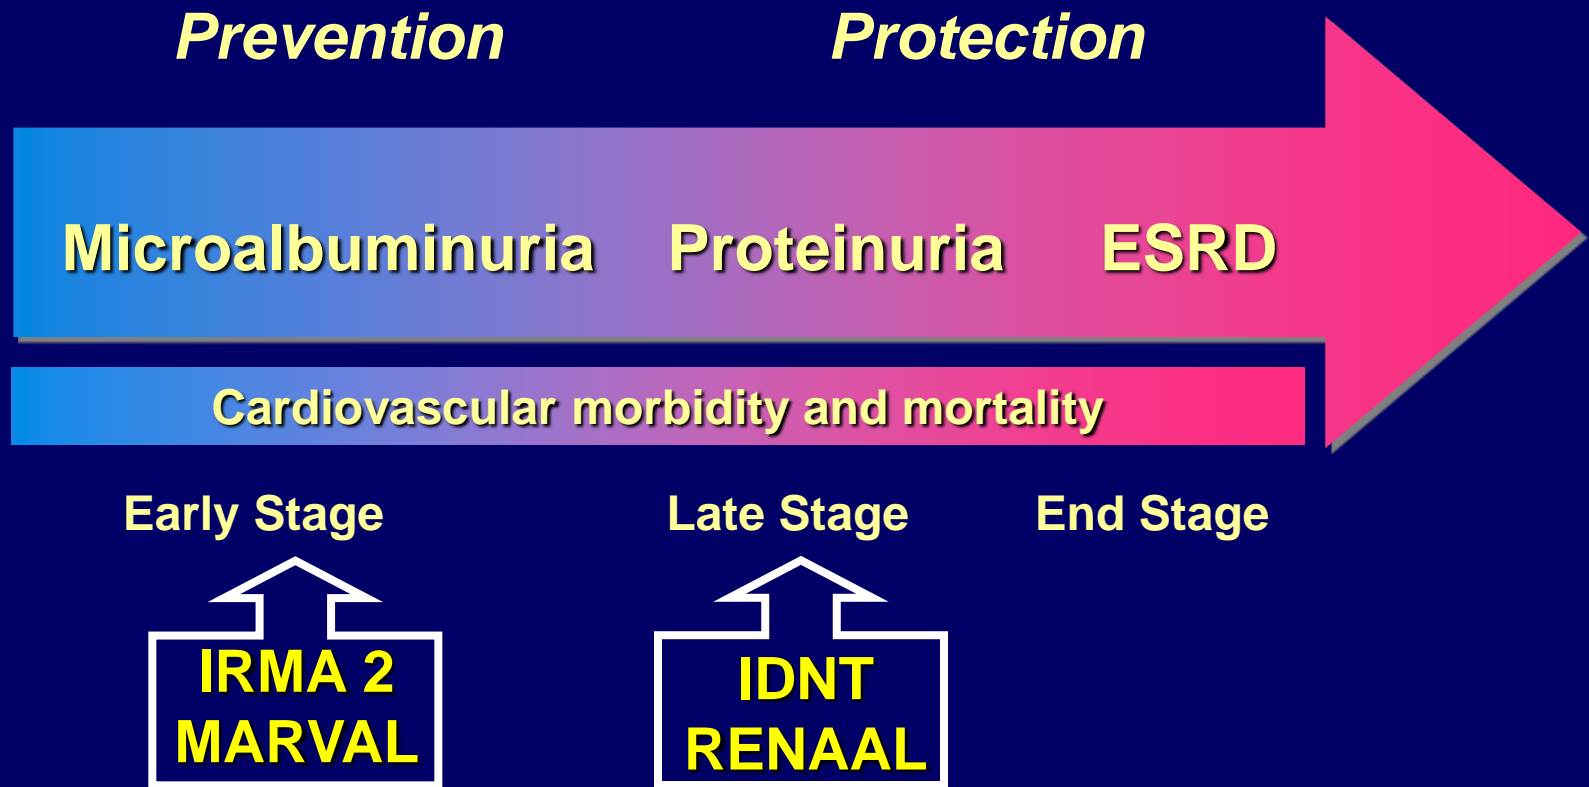 Prevention Protection
Microalbuminuria Proteinuria ESRD
Cardiovascular morbidity and mortality
Early Stage Late Stage End Stage
IRMA 2
MARVAL
IDNT
RENAAL